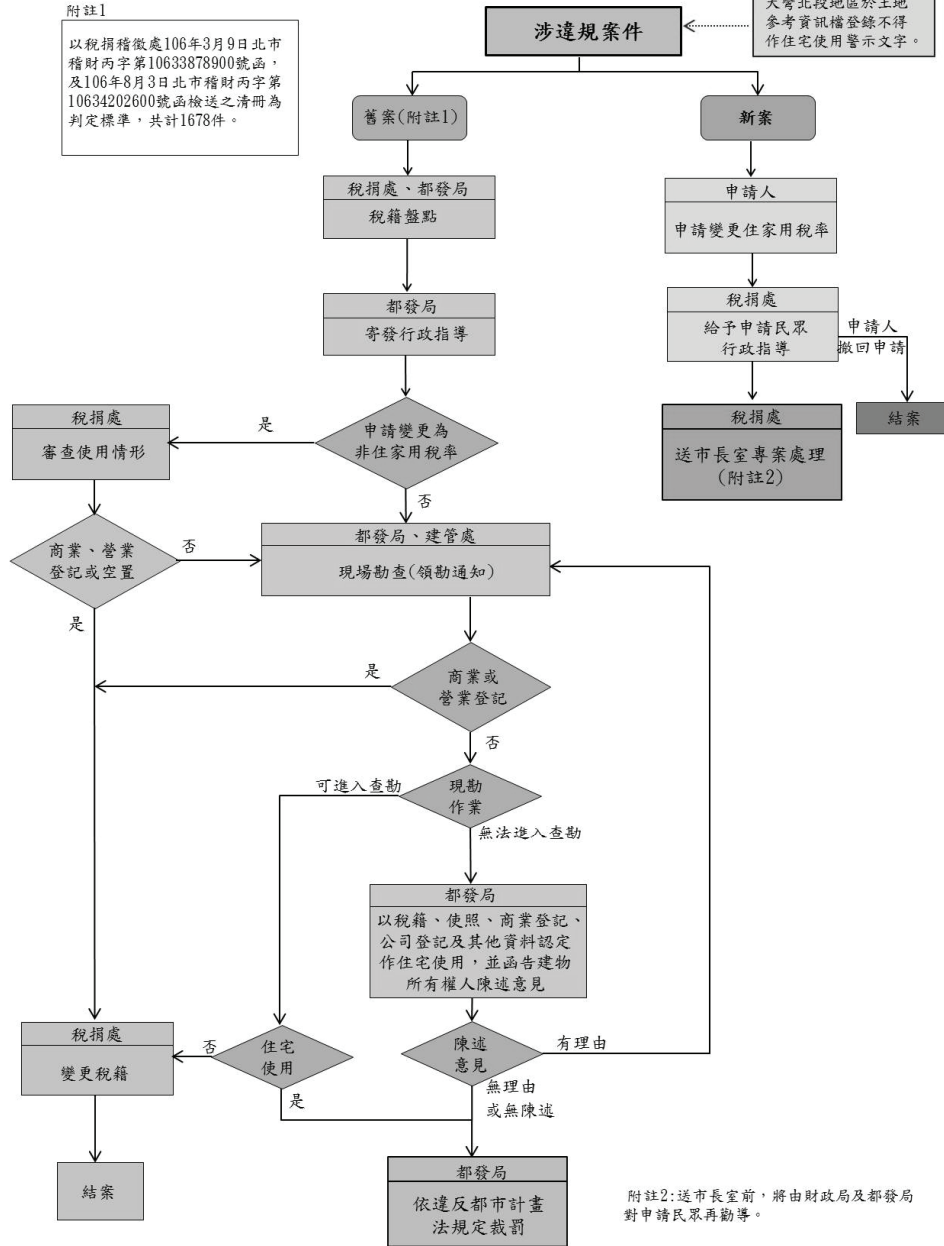 附註1
以稅捐稽徵處106年3月9日北市
稽財丙字第10633878900號函，
及106年8月3日北市稽財丙字第
10634202600號函檢送之清冊為
判定標準，共計1678件。
涉違規案件
北段地區於土地
參考資訊檔登錄不得
作住宅使用警示文字。
舊案(附註1)
新案
稅捐處、都發局
稅籍盤點
申請人
申請變更住家用稅率
都發局
寄發行政指導
稅捐處
給予申請民眾
行政指導
申請人
撤回申請
稅捐處
送市長室專案處理
(附註2)
結案
申請變更為
非住家用稅率
是
否
稅捐處
審查使用情形
商業、營業
登記或空置
否
是
都發局、建管處
現場勘查(領勘通知)
商業或
營業登記
是
否
現勘
作業
可進入查勘
無法進入查勘
都發局
以稅籍、使照、商業登記、
公司登記及其他資料認定
作住宅使用，並函告建物
所有權人陳述意見
陳述
意見
有理由
無理由
或無陳述
住宅
使用
否
是
稅捐處
變更稅籍
結案
都發局
依違反都市計畫
法規定裁罰
附註2:送市長室前，將由財政局及都發局
對申請民眾再勸導。